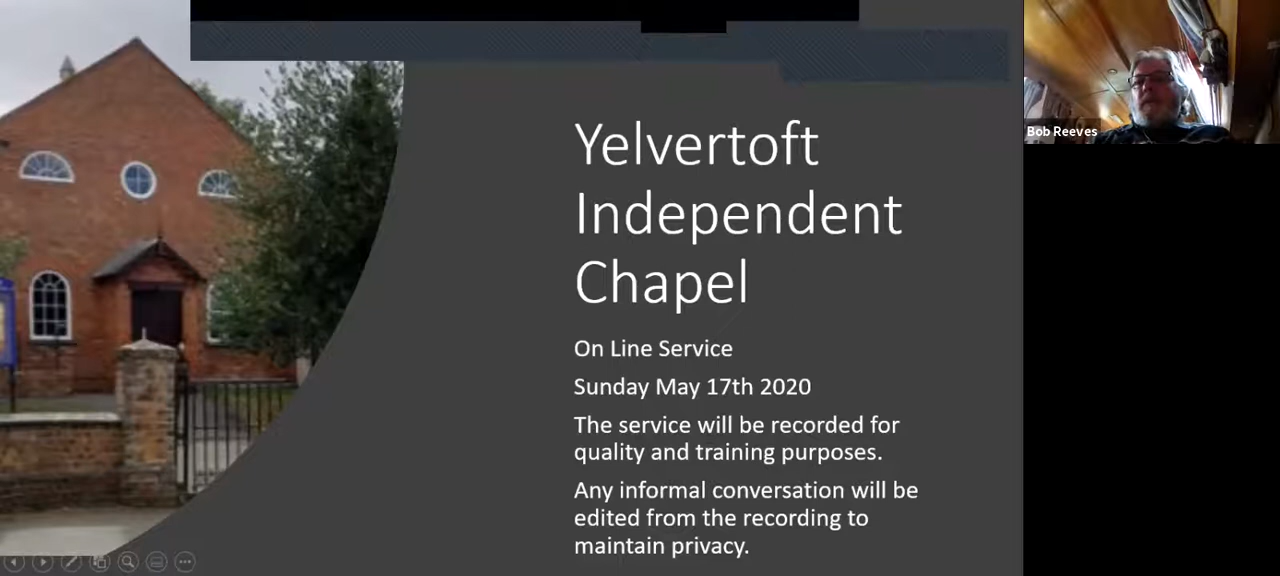 Yelvertoft
Independent
Chapel
On Line Service
Sunday May 17th 2020
The service will be recorded for
quality and training purposes.
Any informal conversation will be
edited from the recording to
maintain privacy.
Bob Reeves